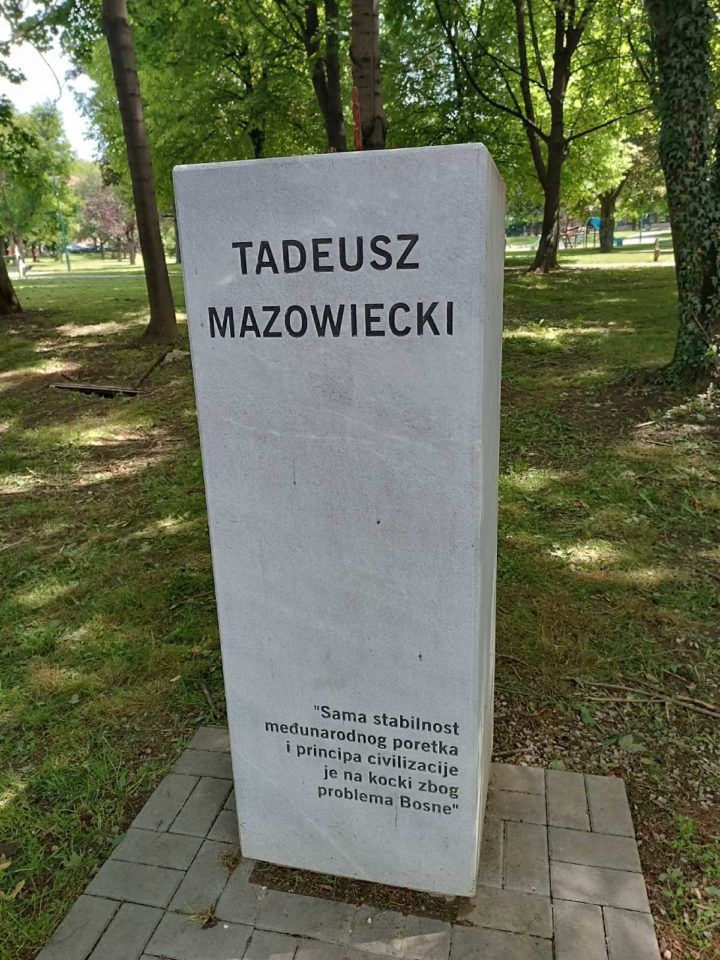 TADEUSZ
MAZOWIECKI
"Sama stabilnost
međunarodnog poretka
i principa civilizacije
je na kocki zbog
problema Bosne"